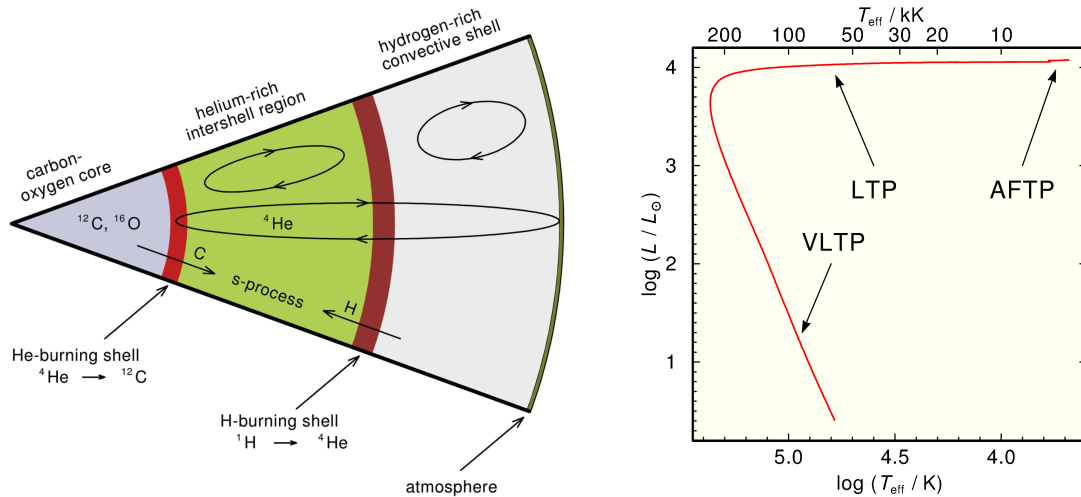 hydrogen-rich
convective shell
helium-rich
intershell region
carbon-
oxygen core
¹²C, ¹⁶O
⁴He
C
s-process
H
He-burning shell
⁴He → ¹²C
H-burning shell
¹H → ⁴He
atmosphere
T_eff / kK
200 100 50 30 20 10
4
3
2
1
log (L / L_⊙)
LTP
AFTP
VLTP
5.0 4.5 4.0
log (T_eff / K)